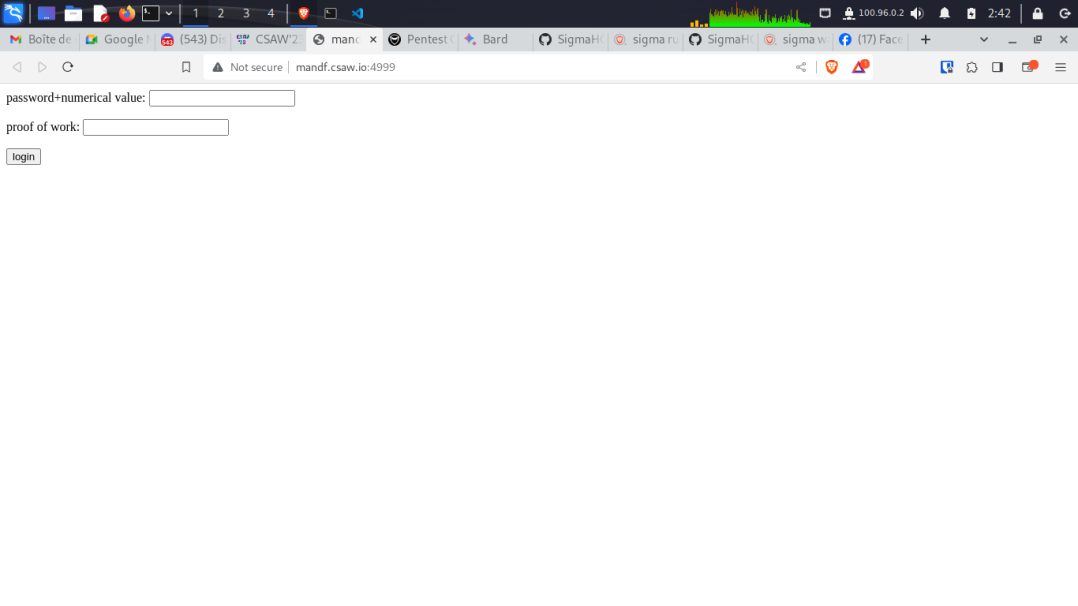 1 2 3 4 100.96.0.2 2:42
Boîte de Google M (543) Dis CSAW'23 mand Pentest Bard SigmaH sigma ru SigmaH sigma w (17) Face
Not secure mandf.csaw.io:4999
password+numerical value:
proof of work:
login